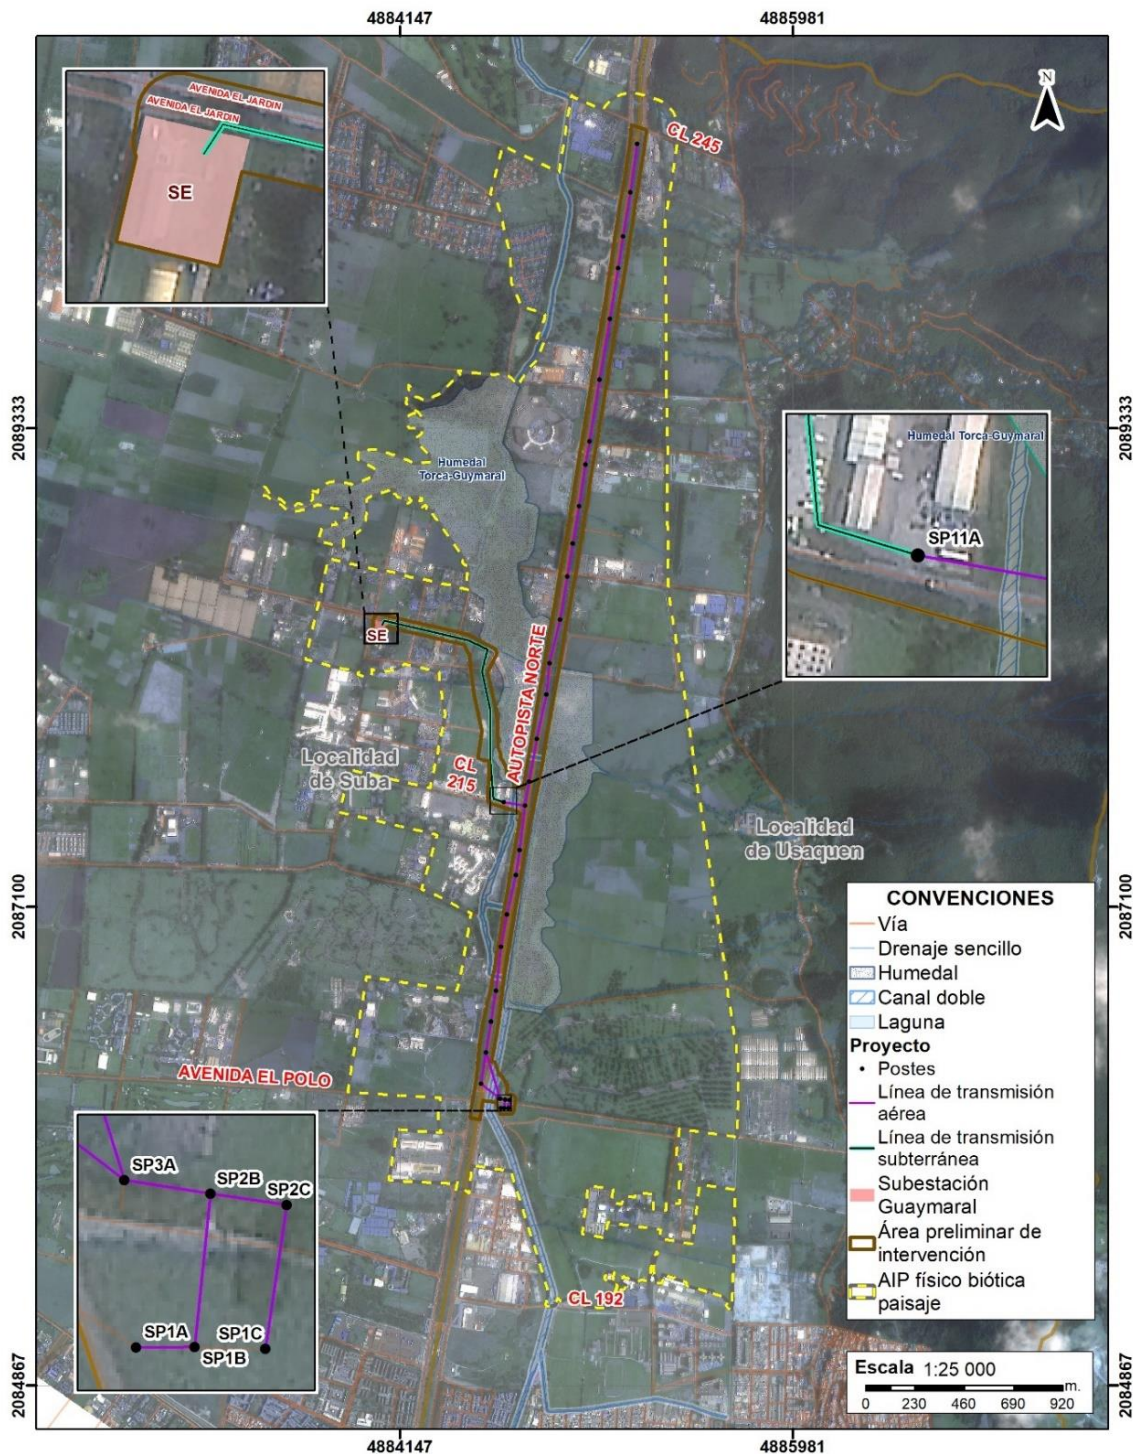 4884147
4885981
N
AVENIDA EL JARDIN
AVENIDA EL JARDIN
SE
CL 245
2089333
2089333
Humedal
Torca-Guymaral
Humedal Torca-Guymaral
SP11A
SE
AUTOPISTA NORTE
Localidad
de Suba
CL
215
Localidad
de Usaquen
2087100
2087100
AVENIDA EL POLO
SP3A
SP2B
SP2C
SP1A
SP1B
SP1C
CL 192
CONVENCIONES
Vía
Drenaje sencillo
Humedal
Canal doble
Laguna
Proyecto
Postes
Línea de transmisión
aérea
Línea de transmisión
subterránea
Subestación
Guaymaral
Área preliminar de
intervención
AIP físico biótica
paisaje
Escala 1:25 000
m.
0 230 460 690 920
2084867
2084867
4884147
4885981